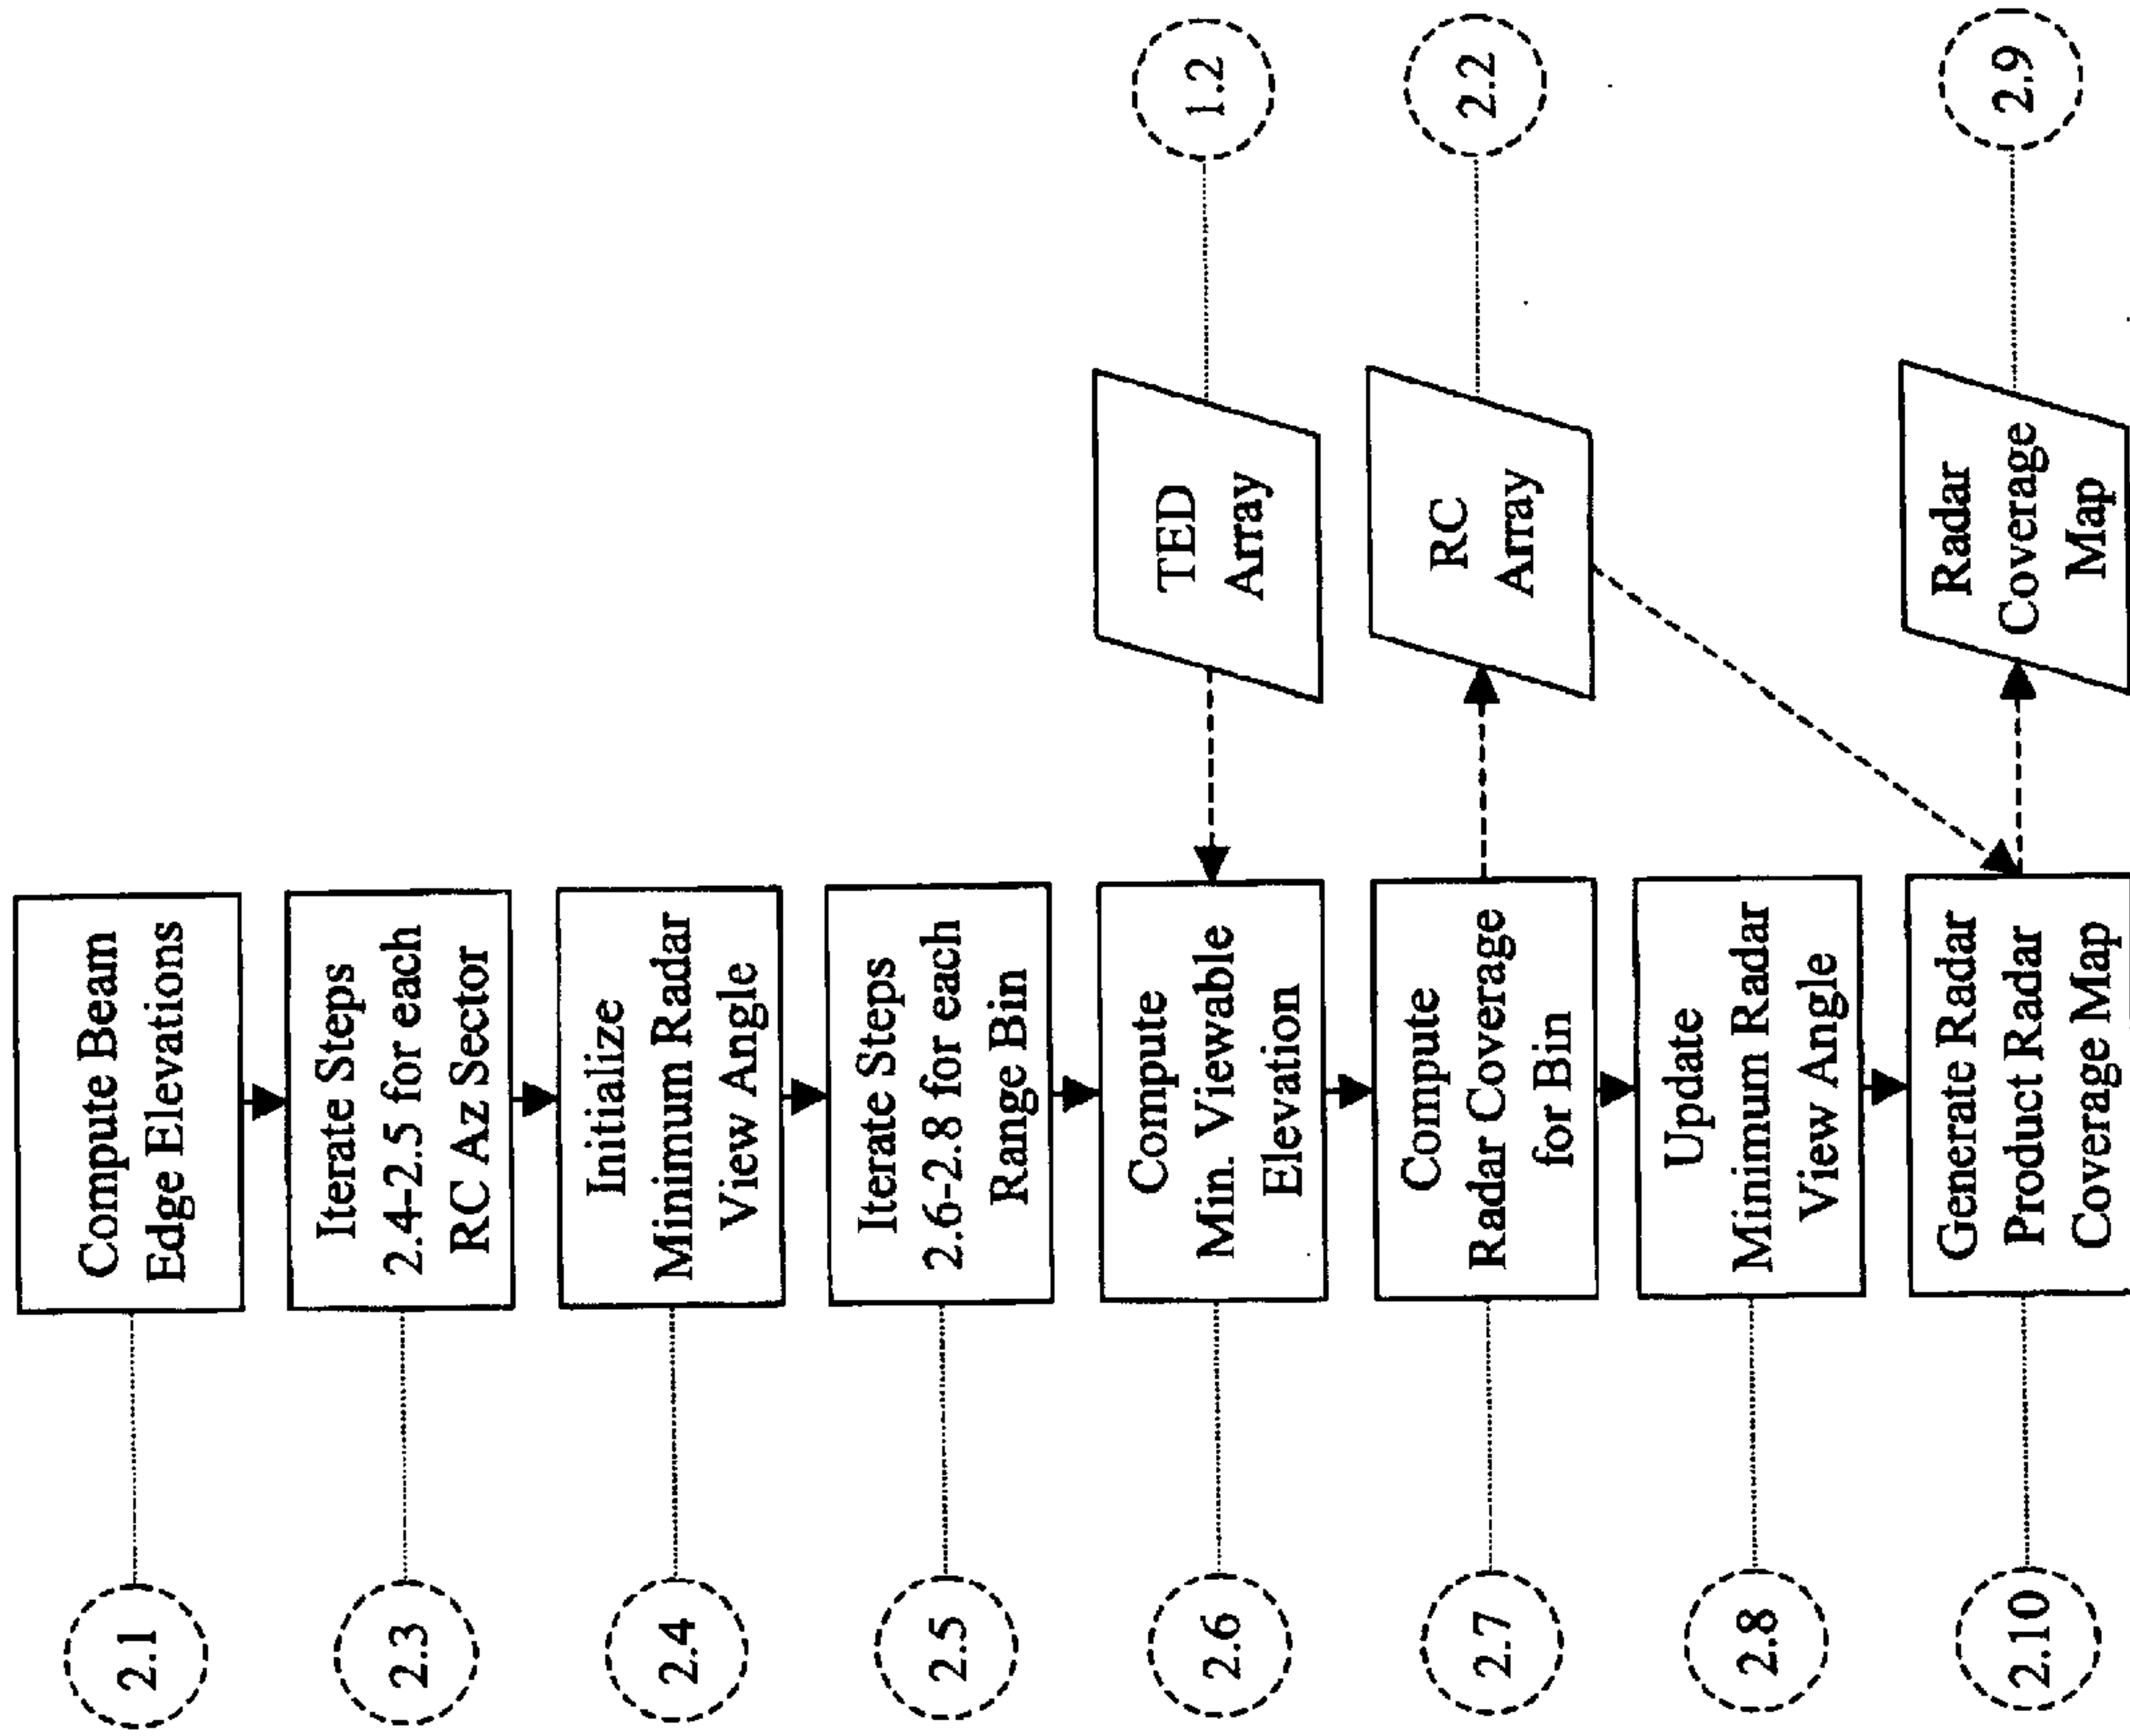 2.1
Compute Beam
Edge Elevations
2.3
Iterate Steps
2.4-2.5 for each
RC Az Sector
2.4
Initialize
Minimum Radar
View Angle
2.5
Iterate Steps
2.6-2.8 for each
Range Bin
2.6
Compute
Min. Viewable
Elevation
TED
Array
1.2
2.7
Compute
Radar Coverage
for Bin
RC
Array
2.2
2.8
Update
Minimum Radar
View Angle
2.10
Generate Radar
Product Radar
Coverage Map
Radar
Coverage
Map
2.9